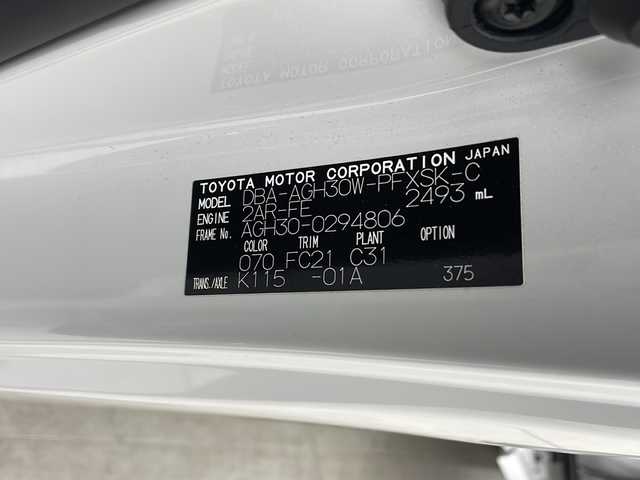 TOYOTA MOTOR CORPORATION JAPAN
MODEL DBA-AGH30W-PFXSK-C
ENGINE 2AR-FE 2493 mL
FRAME No. AGH30-0294806
COLOR TRIM PLANT OPTION
070 FC21 C31
TRANS./AXLE K115 -01A 375